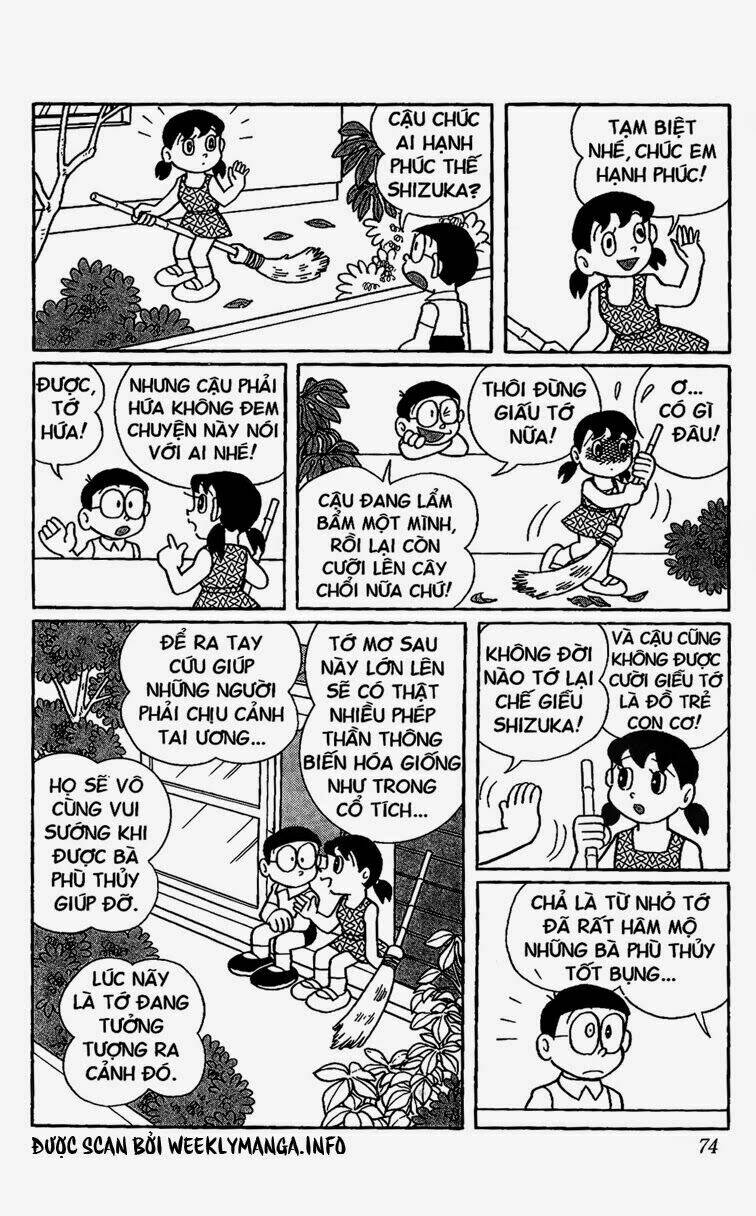 TẠM BIỆT
NHÉ, CHÚC EM
HẠNH PHÚC!
CẬU CHÚC
AI HẠNH
PHÚC THẾ
SHIZUKA?
Ơ...
CÓ GÌ
ĐÂU!
THÔI ĐỪNG
GIẤU TỚ
NỮA!
CẬU ĐANG LẨM
BẨM MỘT MÌNH,
RỒI LẠI CÒN
CƯỠI LÊN CÂY
CHỔI NỮA CHỨ!
NHƯNG CẬU PHẢI
HỨA KHÔNG ĐEM
CHUYỆN NÀY NÓI
VỚI AI NHÉ!
ĐƯỢC,
TỚ
HỨA!
VÀ CẬU CŨNG
KHÔNG ĐƯỢC
CƯỜI GIỄU TỚ
LÀ ĐỒ TRẺ
CON CƠ!
KHÔNG ĐỜI
NÀO TỚ LẠI
CHẾ GIỄU
SHIZUKA!
CHẢ LÀ TỪ NHỎ TỚ
ĐÃ RẤT HÂM MỘ
NHỮNG BÀ PHÙ THỦY
TỐT BỤNG...
TỚ MƠ SAU
NÀY LỚN LÊN
SẼ CÓ THẬT
NHIỀU PHÉP
THẦN THÔNG
BIẾN HÓA GIỐNG
NHƯ TRONG
CỔ TÍCH...
ĐỂ RA TAY
CỨU GIÚP
NHỮNG NGƯỜI
PHẢI CHỊU CẢNH
TAI ƯƠNG...
HỌ SẼ VÔ
CÙNG VUI
SƯỚNG KHI
ĐƯỢC BÀ
PHÙ THỦY
GIÚP ĐỠ.
LÚC NÃY
LÀ TỚ ĐANG
TƯỞNG
TƯỢNG RA
CẢNH ĐÓ.
ĐƯỢC SCAN BỞI WEEKLYMANGA.INFO
74